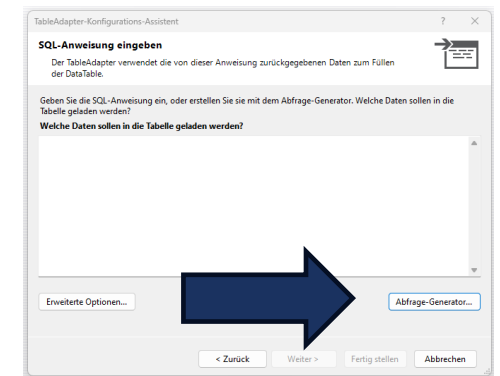 TableAdapter-Konfigurations-Assistent
SQL-Anweisung eingeben
Der TableAdapter verwendet die von dieser Anweisung zurückgegebenen Daten zum Füllen
der DataTable.
Geben Sie die SQL-Anweisung ein, oder erstellen Sie sie mit dem Abfrage-Generator. Welche Daten sollen in die
Tabelle geladen werden?
Welche Daten sollen in die Tabelle geladen werden?
Erweiterte Optionen...
Abfrage-Generator...
< Zurück
Weiter >
Fertig stellen
Abbrechen